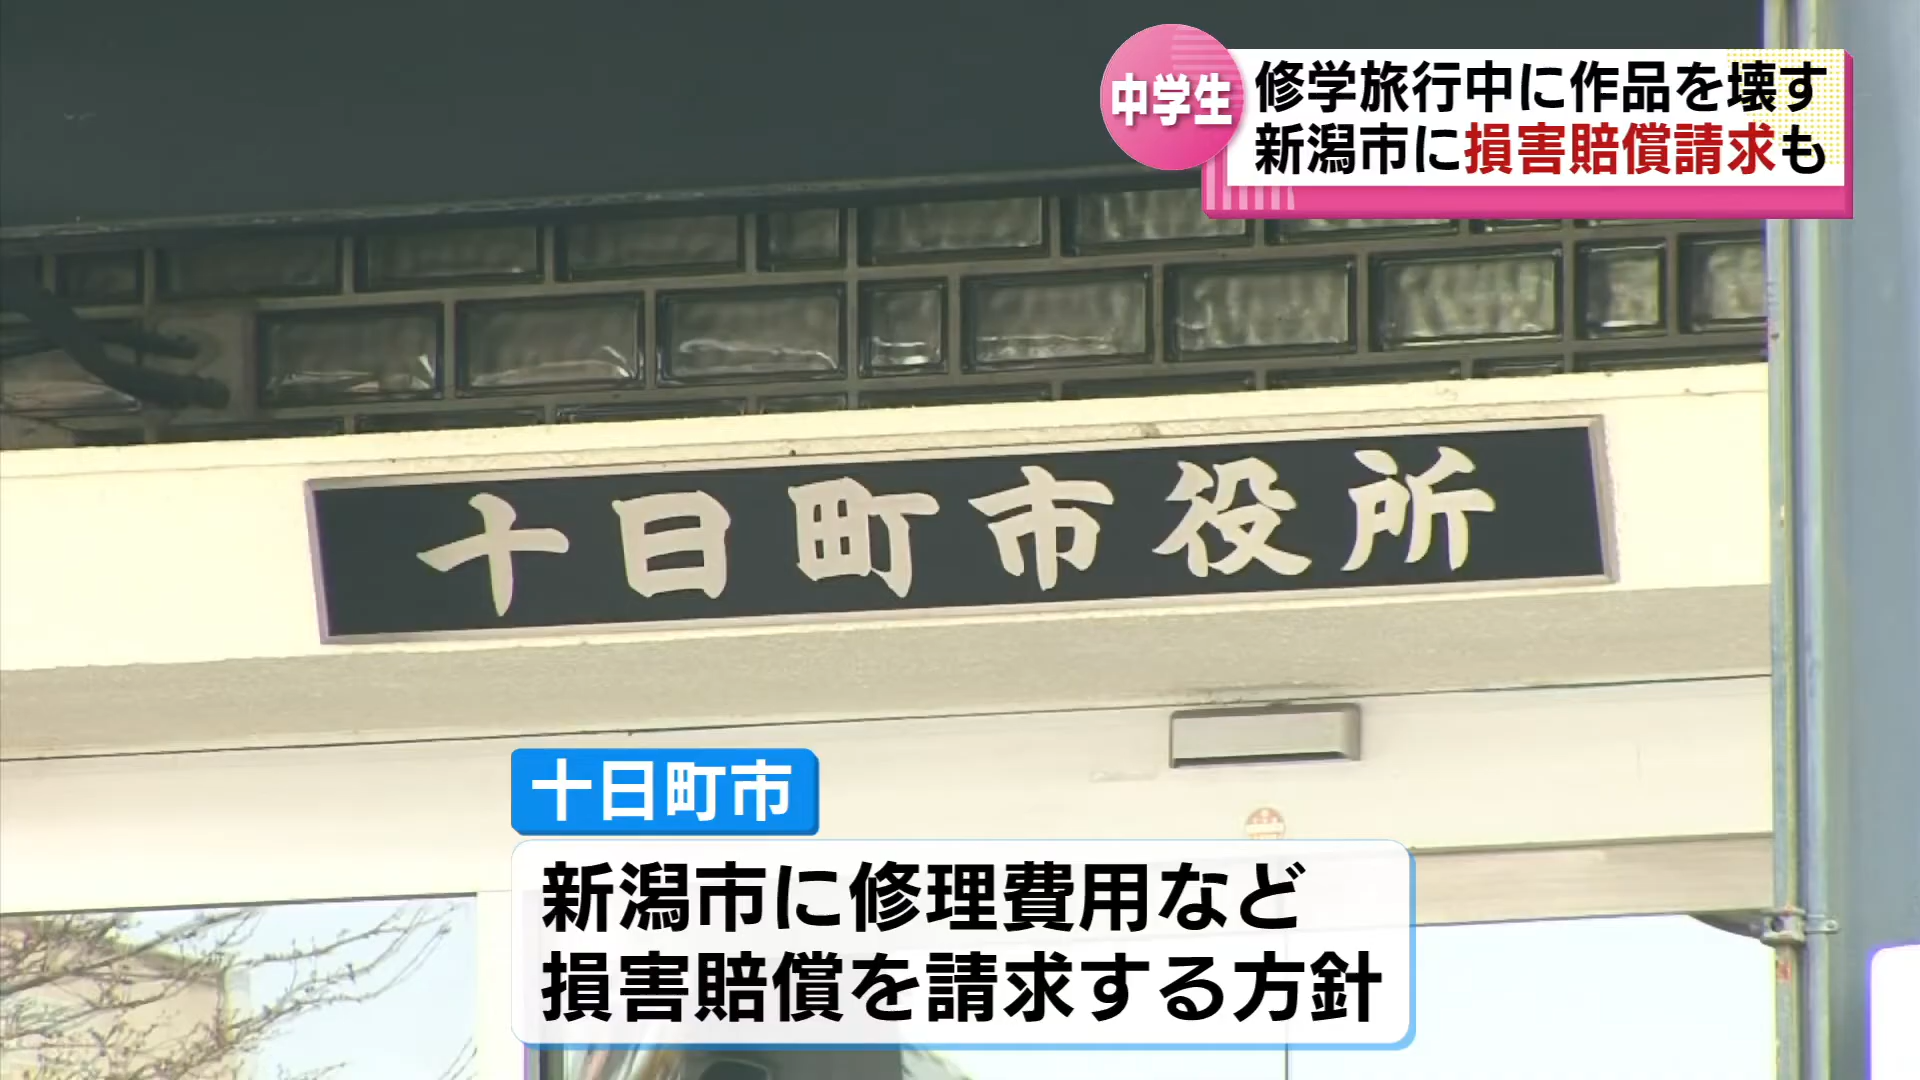 中学生
修学旅行中に作品を壊す
新潟市に損害賠償請求も
十日町市役所
十日町市
新潟市に修理費用など
損害賠償を請求する方針